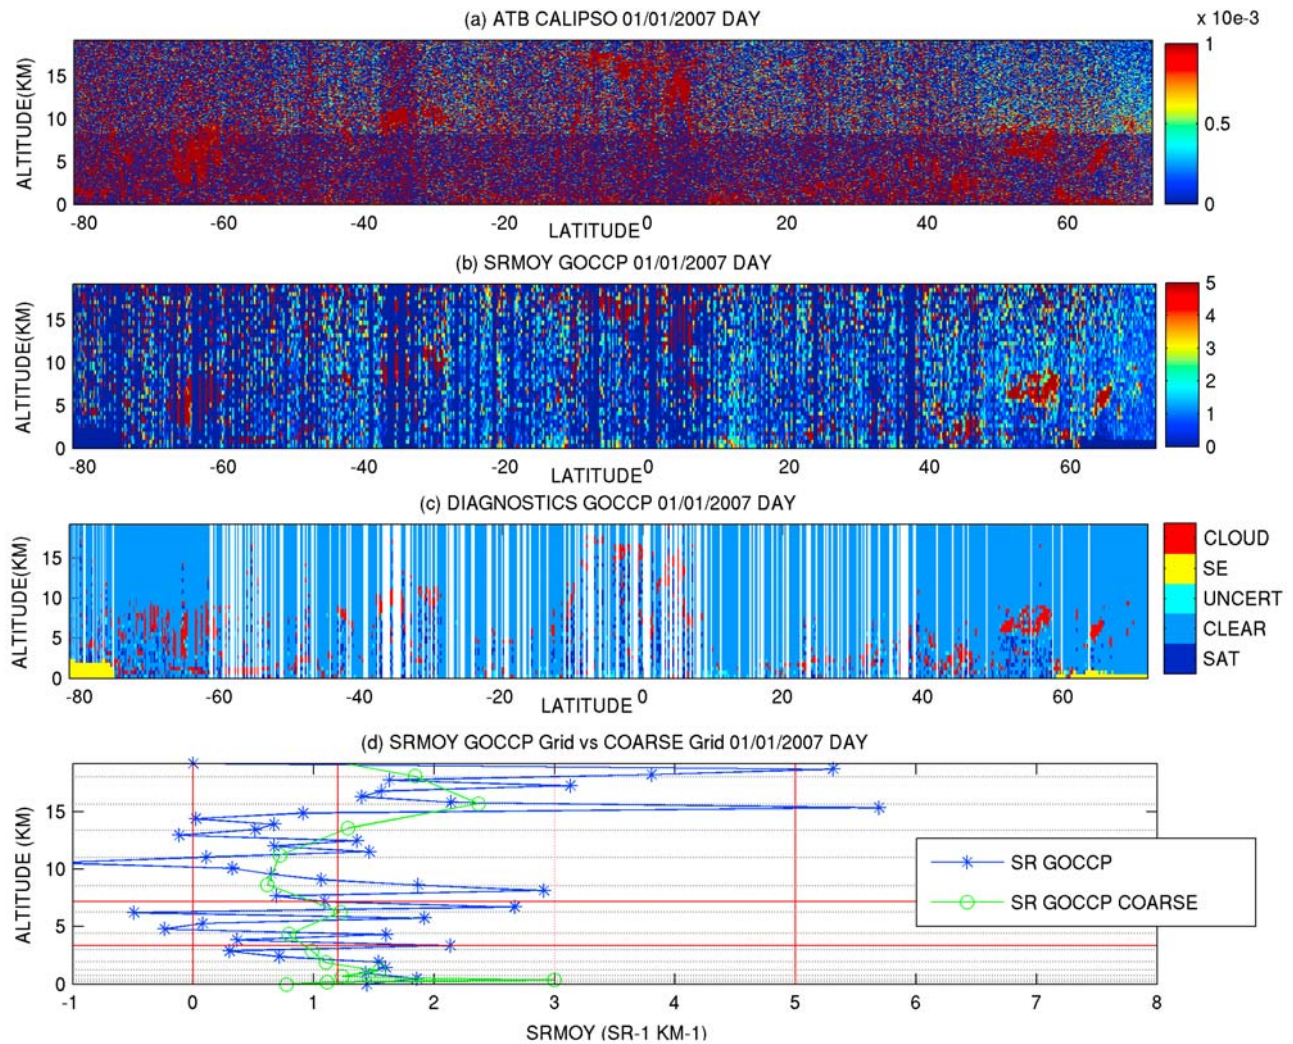 (a) ATB CALIPSO 01/01/2007 DAY
x 10e-3
ALTITUDE(KM)
15
10
5
0
-80 -60 -40 -20 0 20 40 60
LATITUDE
1
0.5
0
(b) SRMOY GOCCP 01/01/2007 DAY
ALTITUDE(KM)
15
10
5
0
-80 -60 -40 -20 0 20 40 60
LATITUDE
5
4
3
2
1
0
(c) DIAGNOSTICS GOCCP 01/01/2007 DAY
ALTITUDE(KM)
15
10
5
0
-80 -60 -40 -20 0 20 40 60
LATITUDE
CLOUD
SE
UNCERT
CLEAR
SAT
(d) SRMOY GOCCP Grid vs COARSE Grid 01/01/2007 DAY
ALTITUDE (KM)
15
10
5
0
-1 0 1 2 3 4 5 6 7 8
SRMOY (SR-1 KM-1)
SR GOCCP
SR GOCCP COARSE